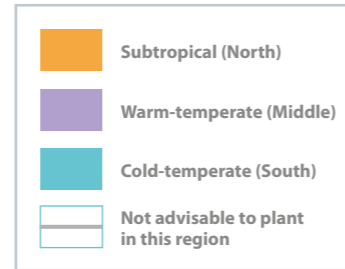 Subtropical (North)
Warm-temperate (Middle)
Cold-temperate (South)
Not advisable to plant
in this region